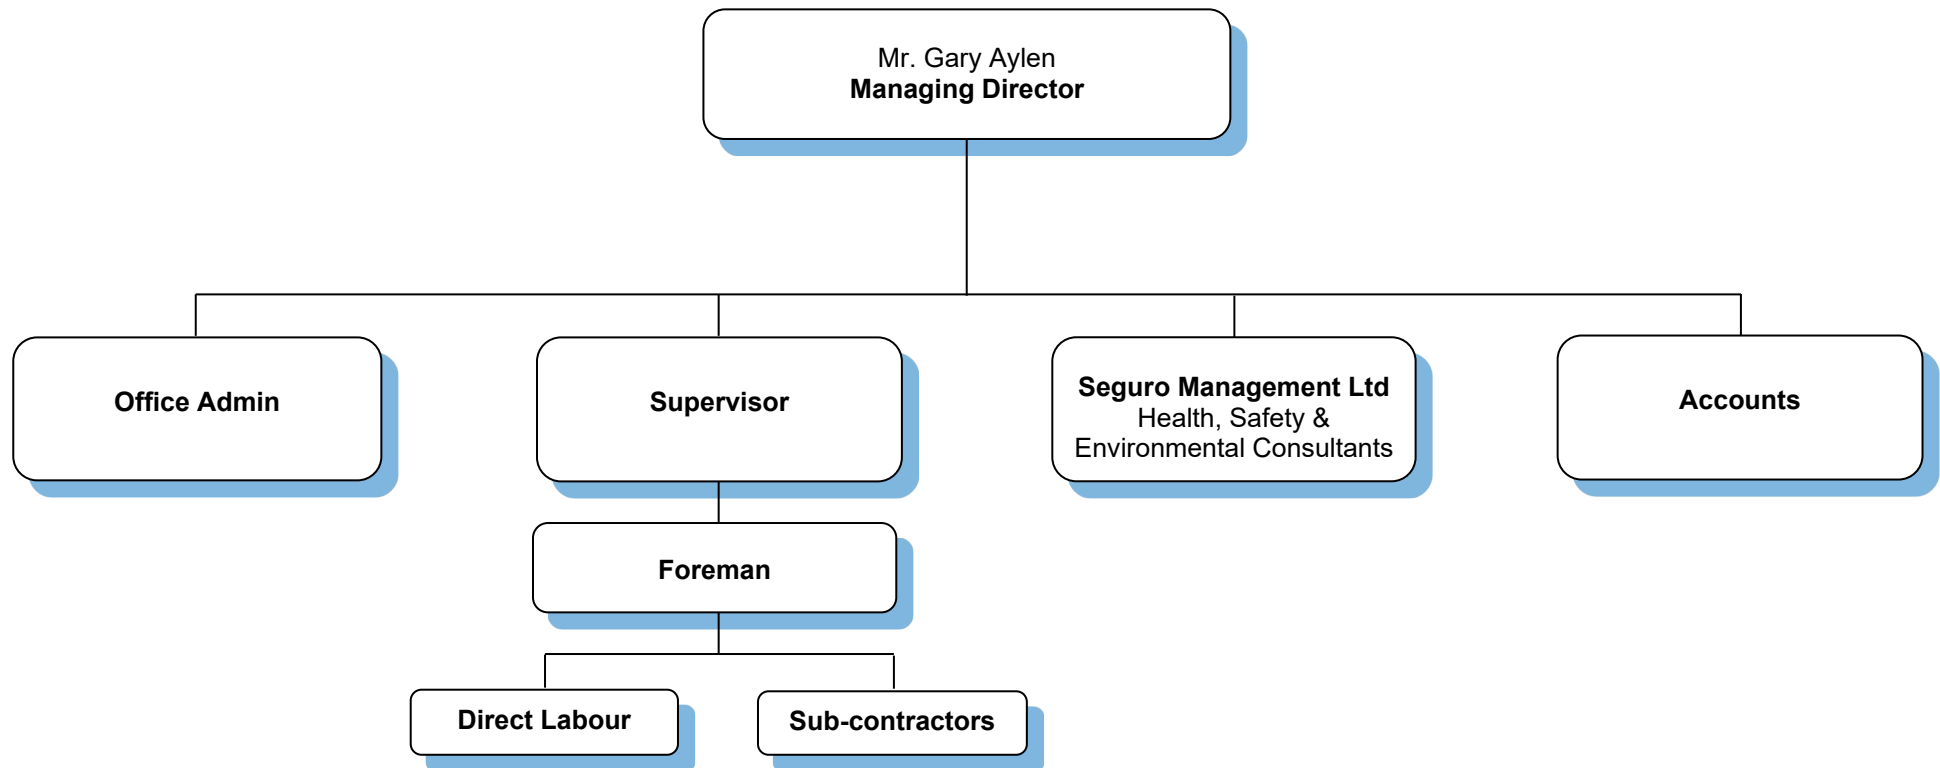 Mr. Gary Aylen
Managing Director
Office Admin
Supervisor
Seguro Management Ltd
Health, Safety &
Environmental Consultants
Accounts
Foreman
Direct Labour
Sub-contractors